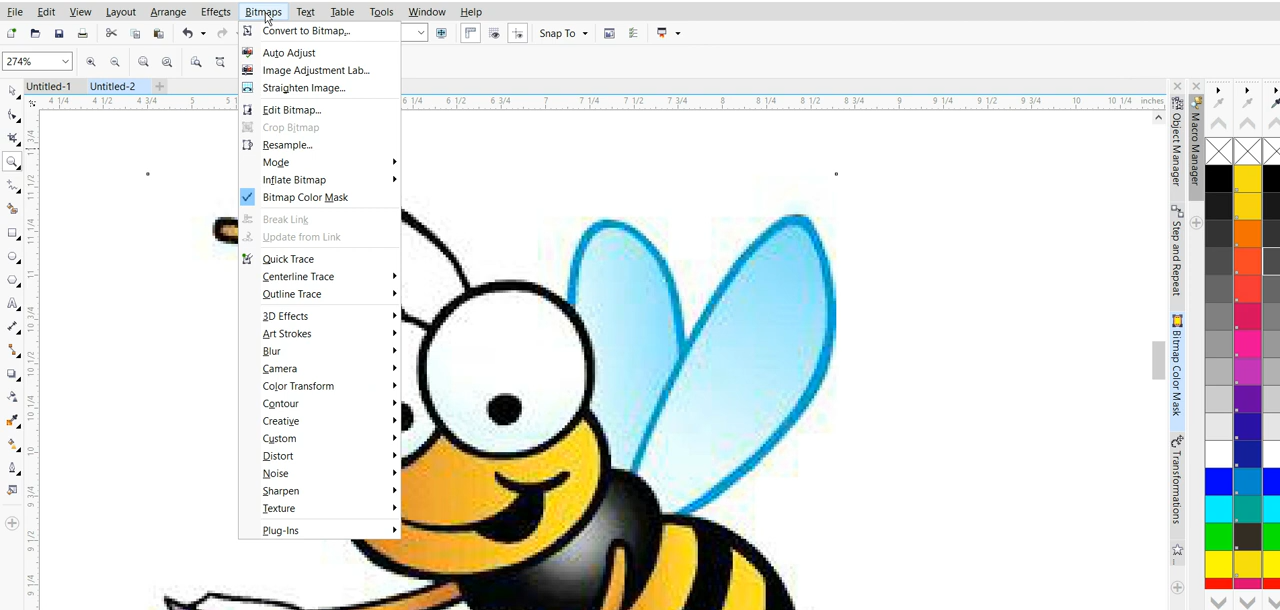 File Edit View Layout Arrange Effects Bitmaps Text Table Tools Window Help
Snap To
274%
Untitled-1 Untitled-2
4 1/4 4 1/2 4 3/4 5 6 1/4 6 1/2 6 3/4 7 7 1/4 7 1/2 7 3/4 8 8 1/4 8 1/2 8 3/4 9 9 1/4 9 1/2 9 3/4 10 10 1/4 inches
Convert to Bitmap...
Auto Adjust
Image Adjustment Lab...
Straighten Image...
Edit Bitmap...
Crop Bitmap
Resample...
Mode
Inflate Bitmap
Bitmap Color Mask
Break Link
Update from Link
Quick Trace
Centerline Trace
Outline Trace
3D Effects
Art Strokes
Blur
Camera
Color Transform
Contour
Creative
Custom
Distort
Noise
Sharpen
Texture
Plug-Ins
Object Manager
Step and Repeat
Bitmap Color Mask
Transformations
Macro Manager